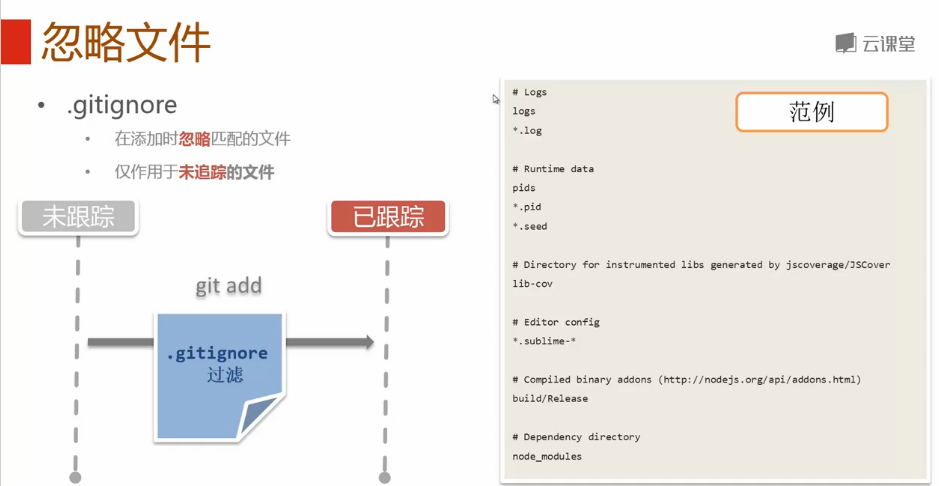 忽略文件
云课堂
• .gitignore
• 在添加时忽略匹配的文件
• 仅作用于未追踪的文件
未跟踪
已跟踪
git add
.gitignore
过滤
范例
# Logs
logs
*.log
# Runtime data
pids
*.pid
*.seed
# Directory for instrumented libs generated by jscoverage/JSCover
lib-cov
# Editor config
*.sublime-*
# Compiled binary addons (http://nodejs.org/api/addons.html)
build/Release
# Dependency directory
node_modules